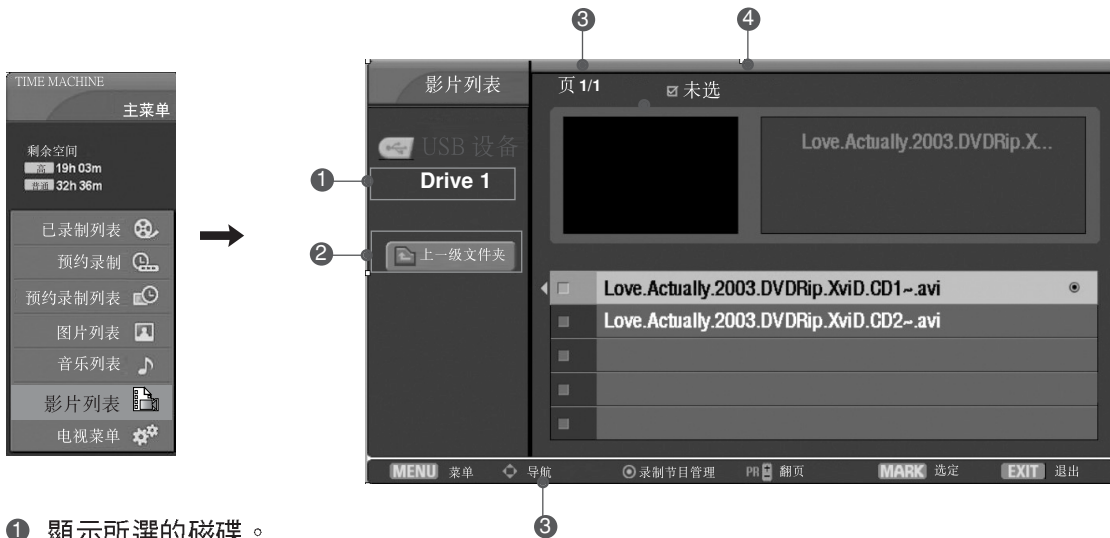 TIME MACHINE
主菜单
剩余空间
高 19h 03m
普通 32h 36m
已录制列表
预约录制
预约录制列表
图片列表
音乐列表
影片列表
电视菜单
❸
❹
影片列表
页 1/1
未选
USB 设备
❶
Drive 1
❷
上一级文件夹
Love.Actually.2003.DVDRip.X...
Love.Actually.2003.DVDRip.XviD.CD1~.avi
Love.Actually.2003.DVDRip.XviD.CD2~.avi
MENU 菜单 导航 录制节目管理 PR 翻页 MARK 选定 EXIT 退出
❸
❶ 顯示所選的磁碟。